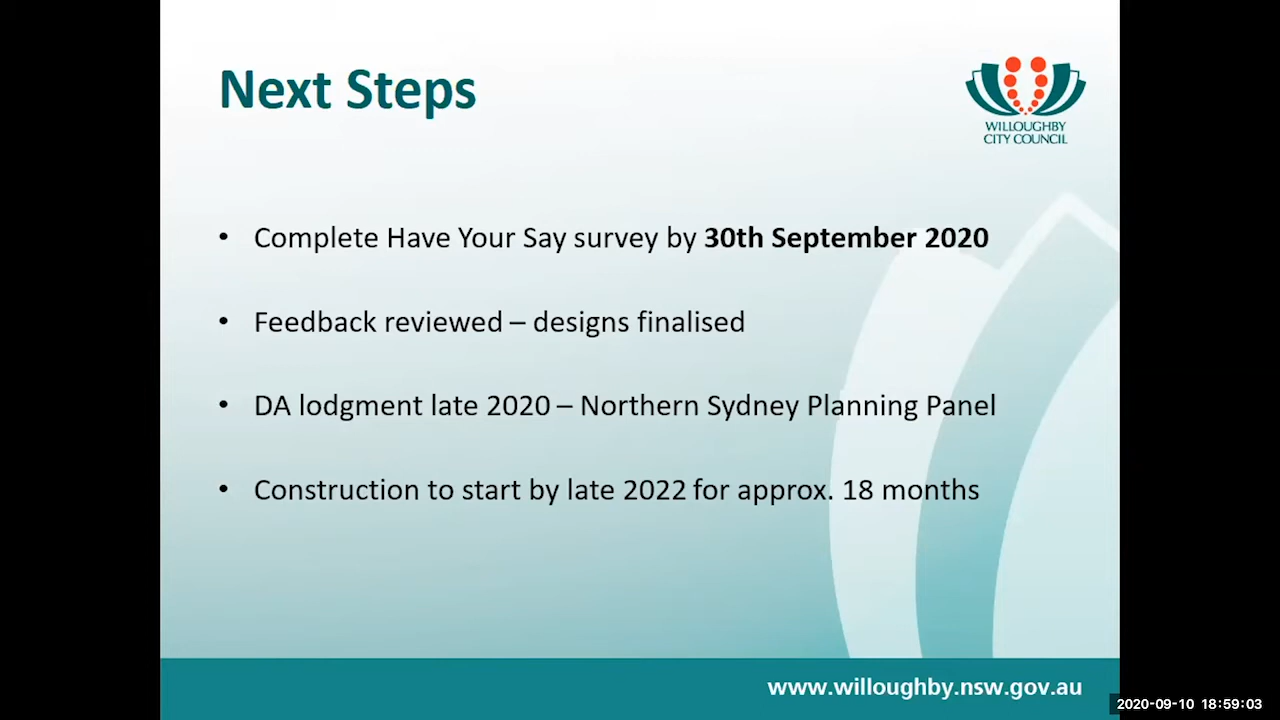 Next Steps
WILLOUGHBY
CITY COUNCIL
• Complete Have Your Say survey by 30th September 2020
• Feedback reviewed – designs finalised
• DA lodgment late 2020 – Northern Sydney Planning Panel
• Construction to start by late 2022 for approx. 18 months
www.willoughby.nsw.gov.au
2020-09-10 18:59:03